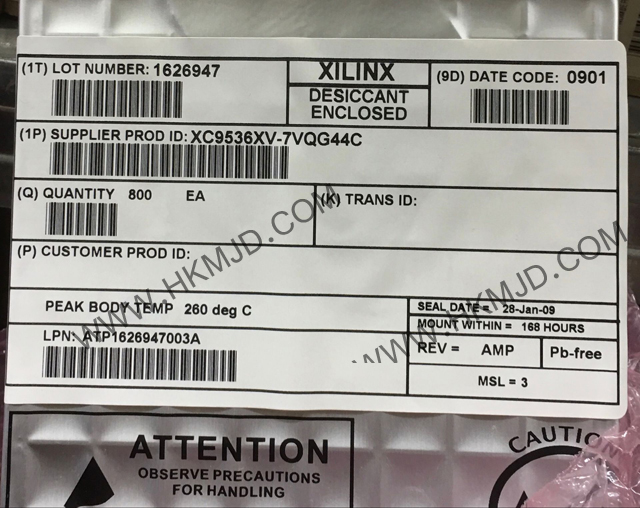 (1T) LOT NUMBER: 1626947
XILINX
DESICCANT
ENCLOSED
(9D) DATE CODE: 0901
(1P) SUPPLIER PROD ID: XC9536XV-7VQG44C
(Q) QUANTITY 800 EA
(K) TRANS ID:
(P) CUSTOMER PROD ID:
PEAK BODY TEMP 260 deg C
SEAL DATE= 28-Jan-09
MOUNT WITHIN = 168 HOURS
LPN: ATP1626947003A
REV = AMP
Pb-free
MSL = 3
WWW.HKMJD.COM
WWW.HKMJD.COM
ATTENTION
OBSERVE PRECAUTIONS
FOR HANDLING
CAUTIO